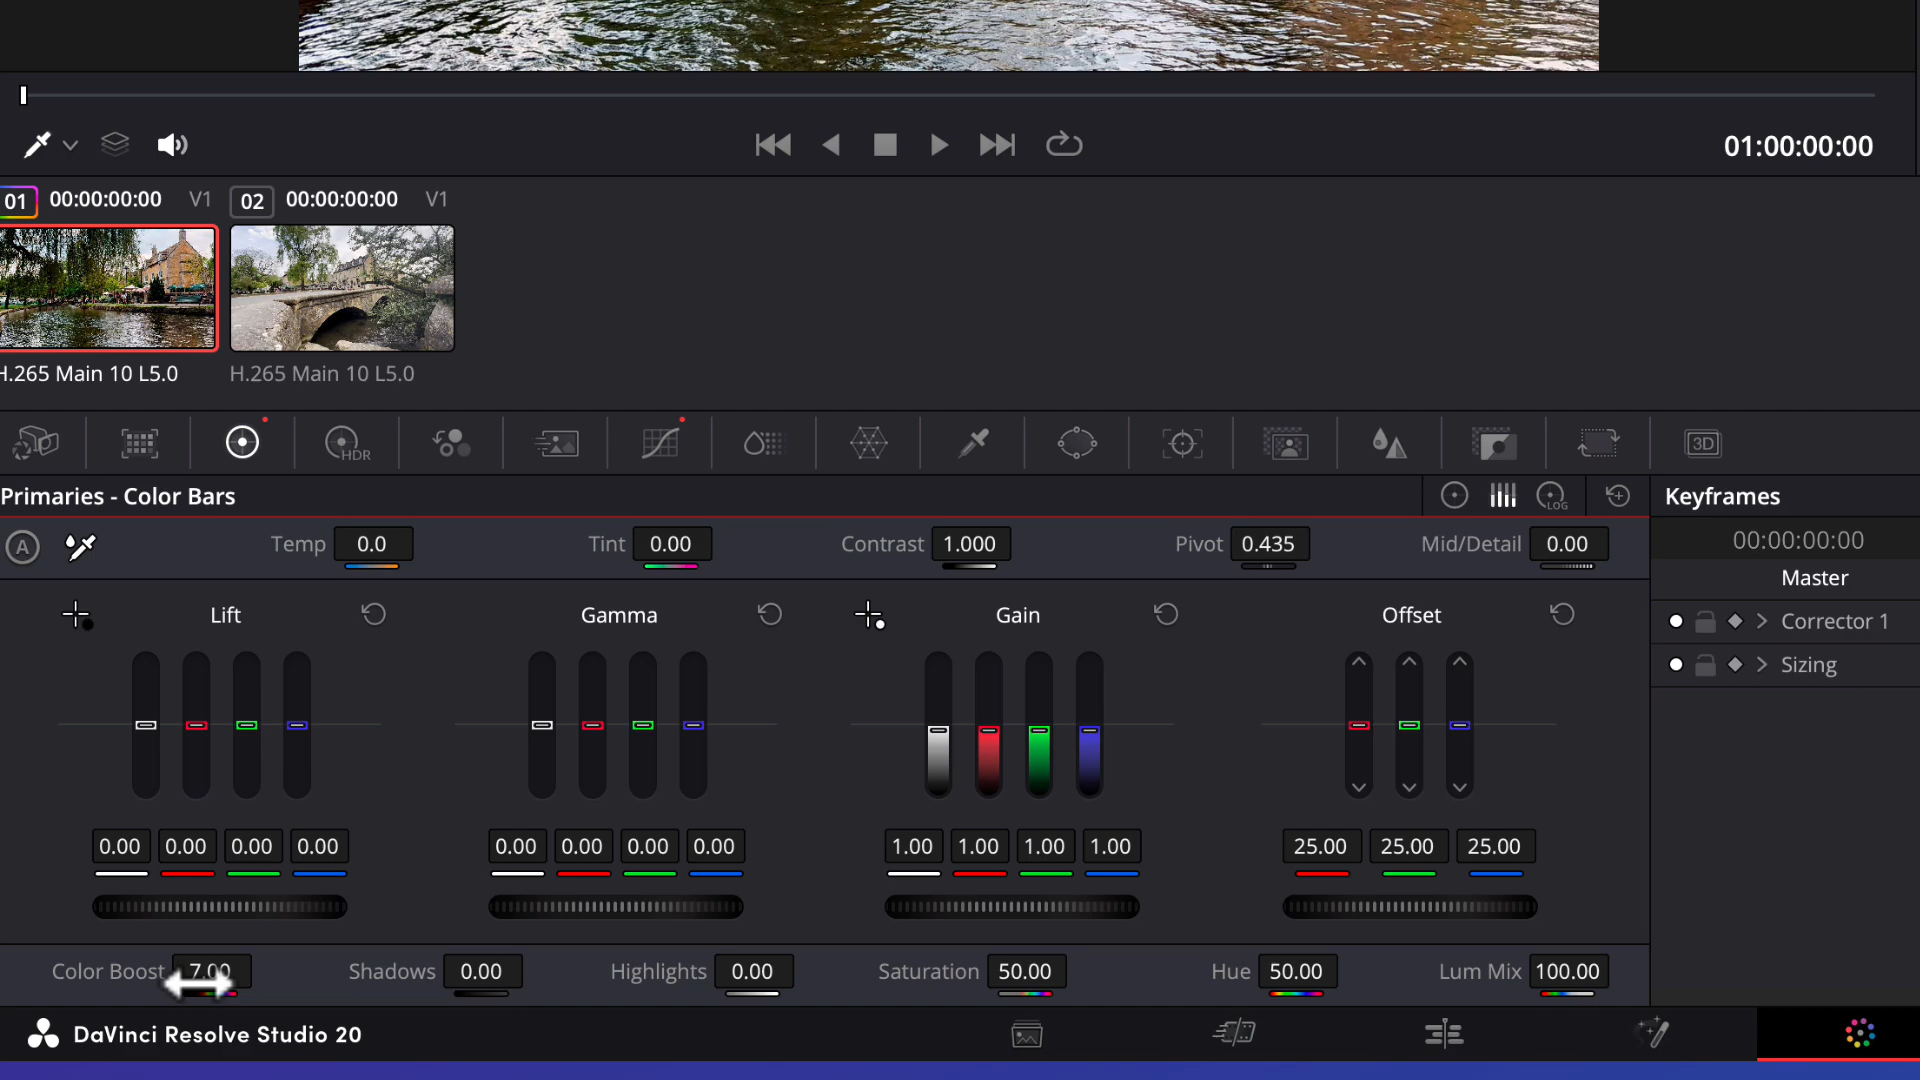 01:00:00:00
01 00:00:00:00 V1 02 00:00:00:00 V1
H.265 Main 10 L5.0 H.265 Main 10 L5.0
HDR 3D
Primaries - Color Bars LOG Keyframes
A Temp 0.0 Tint 0.00 Contrast 1.000 Pivot 0.435 Mid/Detail 0.00 00:00:00:00
Master
Lift Gamma Gain Offset Corrector 1
Sizing
0.00 0.00 0.00 0.00 0.00 0.00 0.00 0.00 1.00 1.00 1.00 1.00 25.00 25.00 25.00
Color Boost 7.00 Shadows 0.00 Highlights 0.00 Saturation 50.00 Hue 50.00 Lum Mix 100.00
DaVinci Resolve Studio 20